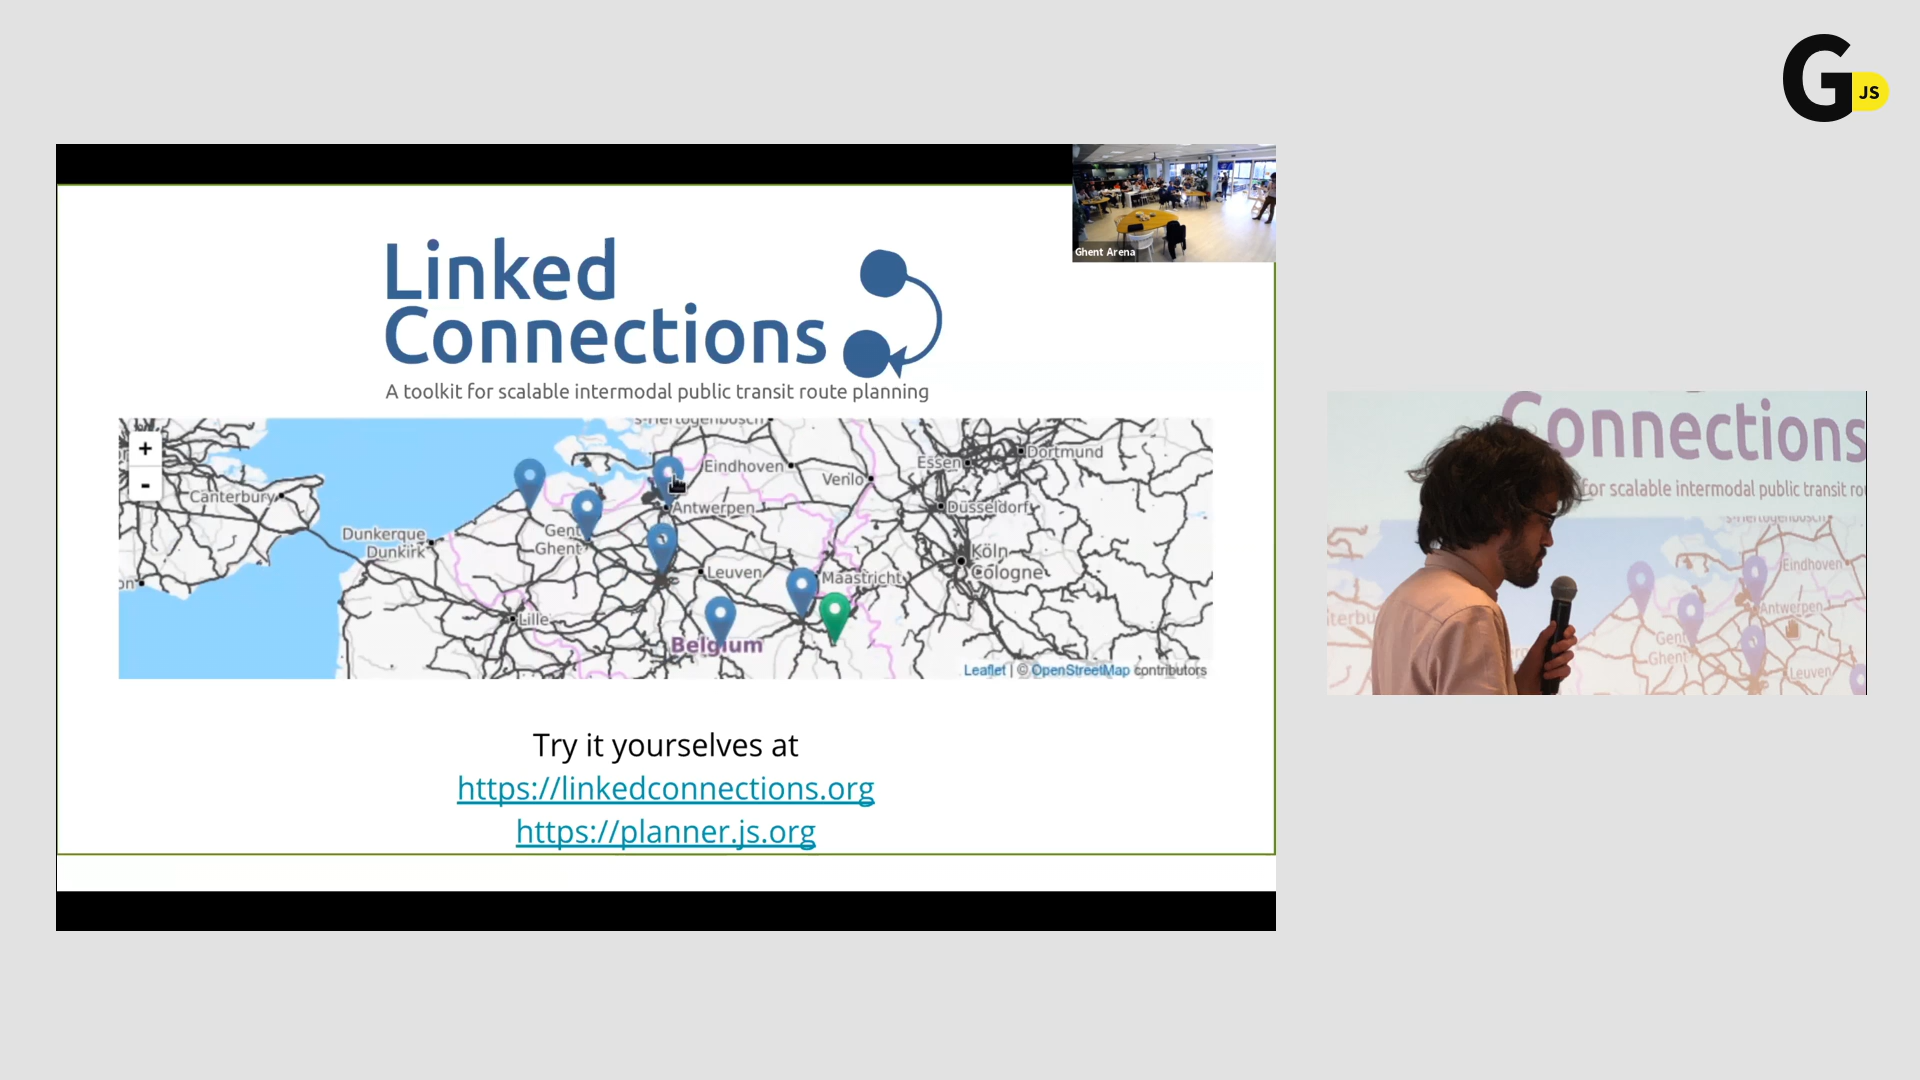 G
JS
Ghent Arena
Linked
Connections
A toolkit for scalable intermodal public transit route planning
+
-
s-Hertogenbosch
Canterbury
Dunkerque
Dunkirk
Gent
Ghent
Antwerpen
Eindhoven
Venlo
Essen
Dortmund
Düsseldorf
Köln
Cologne
Leuven
Maastricht
Lille
on
Belgium
Leaflet | © OpenStreetMap contributors
Try it yourselves at
https://linkedconnections.org
https://planner.js.org
Connections
for scalable intermodal public transit ro
s-Hertogenbosch
Eindhoven
Antwerpen
terbu
Gent
Ghent
Leuven